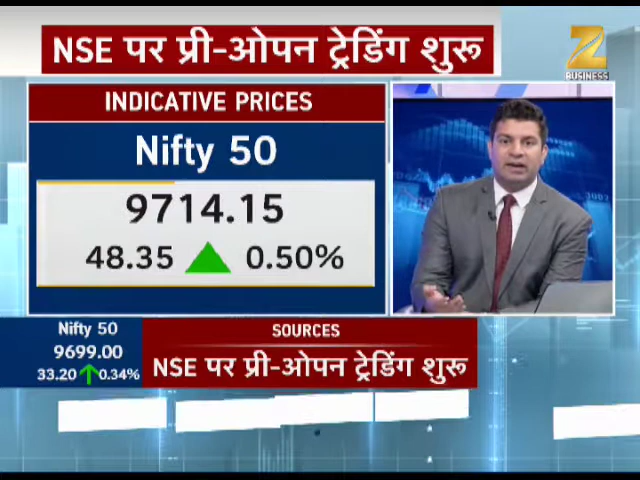 NSE पर प्री-ओपन ट्रेडिंग शुरू
Z
ZEE
BUSINESS
INDICATIVE PRICES
Nifty 50
9714.15
48.35 ▲ 0.50%
Nifty 50
9699.00
33.20 ↑ 0.34%
SOURCES
NSE पर प्री-ओपन ट्रेडिंग शुरू